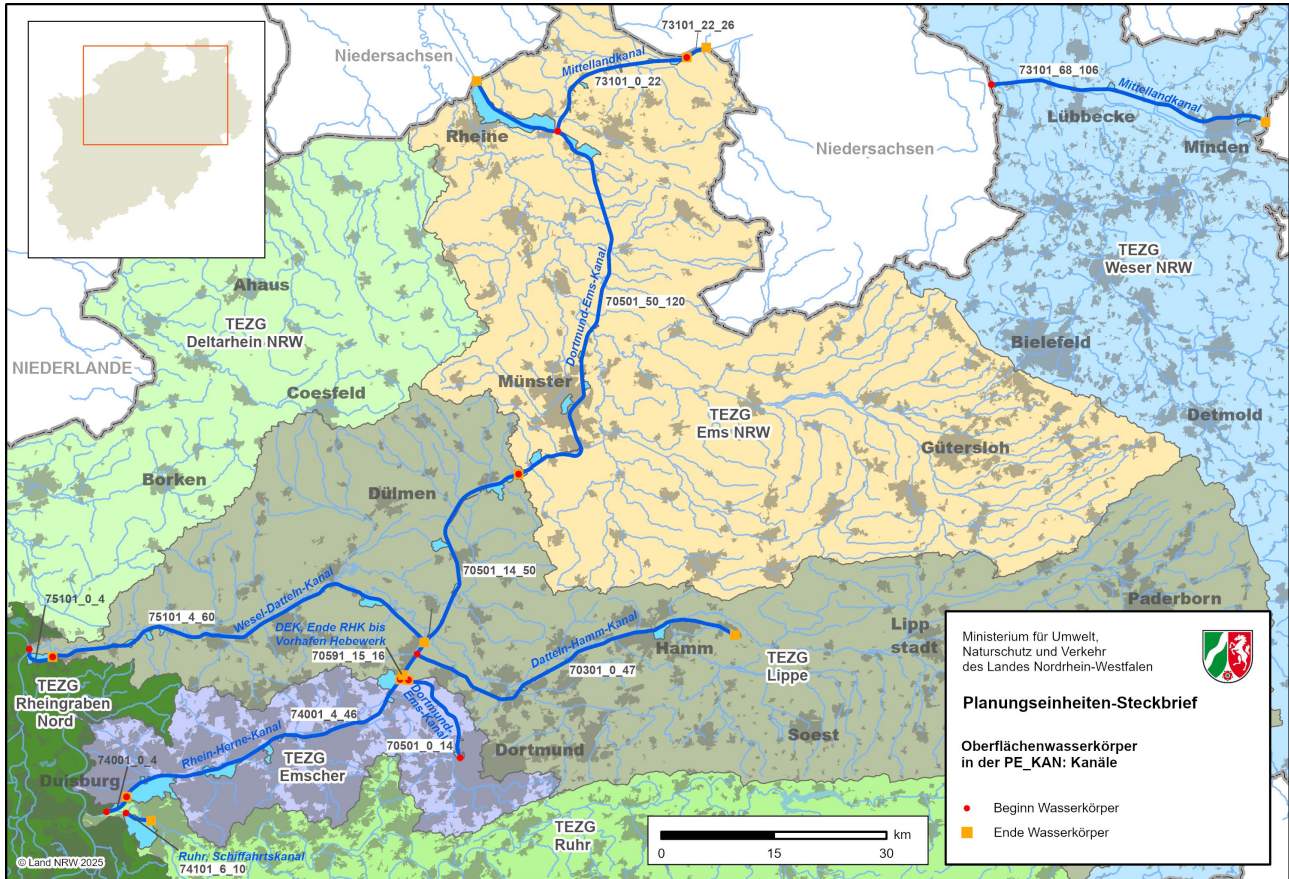 73101_22_26
Niedersachsen
Mittellandkanal
73101_0_22
73101_68_106
Mittellandkanal
Lübbecke
Rheine
Niedersachsen
Minden
TEZG
Weser NRW
Ahaus
70501_50_120
TEZG
Deltarhein NRW
Dortmund-Ems-Kanal
Bielefeld
NIEDERLANDE
Münster
Coesfeld
TEZG
Ems NRW
Detmold
Gütersloh
Borken
Dülmen
70501_14_50
75101_0_4
75101_4_60
Wesel-Datteln-Kanal
DEK, Ende RHK bis
Vorhafen Hebewerk
70591_15_16
Datteln-Hamm-Kanal
Hamm
70301_0_47
TEZG
Lippe
Lipp
stadt
Paderborn
TEZG
Rheingraben
Nord
74001_4_46
Rhein-Herne-Kanal
Dortmund-
Ems-Kanal
70501_0_14
TEZG
Emscher
Dortmund
Soest
74001_0_4
Duisburg
TEZG
Ruhr
Ruhr, Schiffahrtskanal
74101_6_10
© Land NRW 2025
0
15
30
km
Ministerium für Umwelt,
Naturschutz und Verkehr
des Landes Nordrhein-Westfalen
Planungseinheiten-Steckbrief
Oberflächenwasserkörper
in der PE_KAN: Kanäle
Beginn Wasserkörper
Ende Wasserkörper